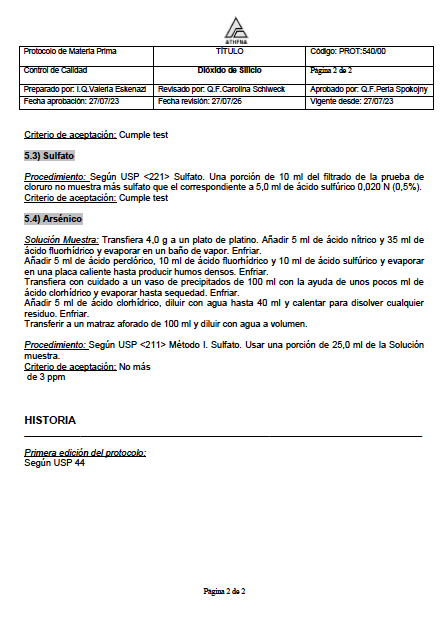 ATHENA
Protocolo de Materia Prima TÍTULO Código: PROT:540/00
Control de Calidad Dióxido de Silicio Página 2 de 2
Preparado por: I.Q.Valeria Eskenazi Revisado por: Q.F.Carolina Schiweck Aprobado por: Q.F.Perla Spokojny
Fecha aprobación: 27/07/23 Fecha revisión: 27/07/26 Vigente desde: 27/07/23
Criterio de aceptación: Cumple test
5.3) Sulfato
Procedimiento: Según USP <221> Sulfato. Una porción de 10 ml del filtrado de la prueba de
cloruro no muestra más sulfato que el correspondiente a 5,0 ml de ácido sulfúrico 0,020 N (0,5%).
Criterio de aceptación: Cumple test
5.4) Arsénico
Solución Muestra: Transfiera 4,0 g a un plato de platino. Añadir 5 ml de ácido nítrico y 35 ml de
ácido fluorhídrico y evaporar en un baño de vapor. Enfriar.
Añadir 5 ml de ácido perclórico, 10 ml de ácido fluorhídrico y 10 ml de ácido sulfúrico y evaporar
en una placa caliente hasta producir humos densos. Enfriar.
Transfiera con cuidado a un vaso de precipitados de 100 ml con la ayuda de unos pocos ml de
ácido clorhídrico y evaporar hasta sequedad. Enfriar.
Añadir 5 ml de ácido clorhídrico, diluir con agua hasta 40 ml y calentar para disolver cualquier
residuo. Enfriar.
Transferir a un matraz aforado de 100 ml y diluir con agua a volumen.
Procedimiento: Según USP <211> Método I. Sulfato. Usar una porción de 25,0 ml de la Solución
muestra.
Criterio de aceptación: No más
de 3 ppm
HISTORIA
Primera edición del protocolo:
Según USP 44
Página 2 de 2